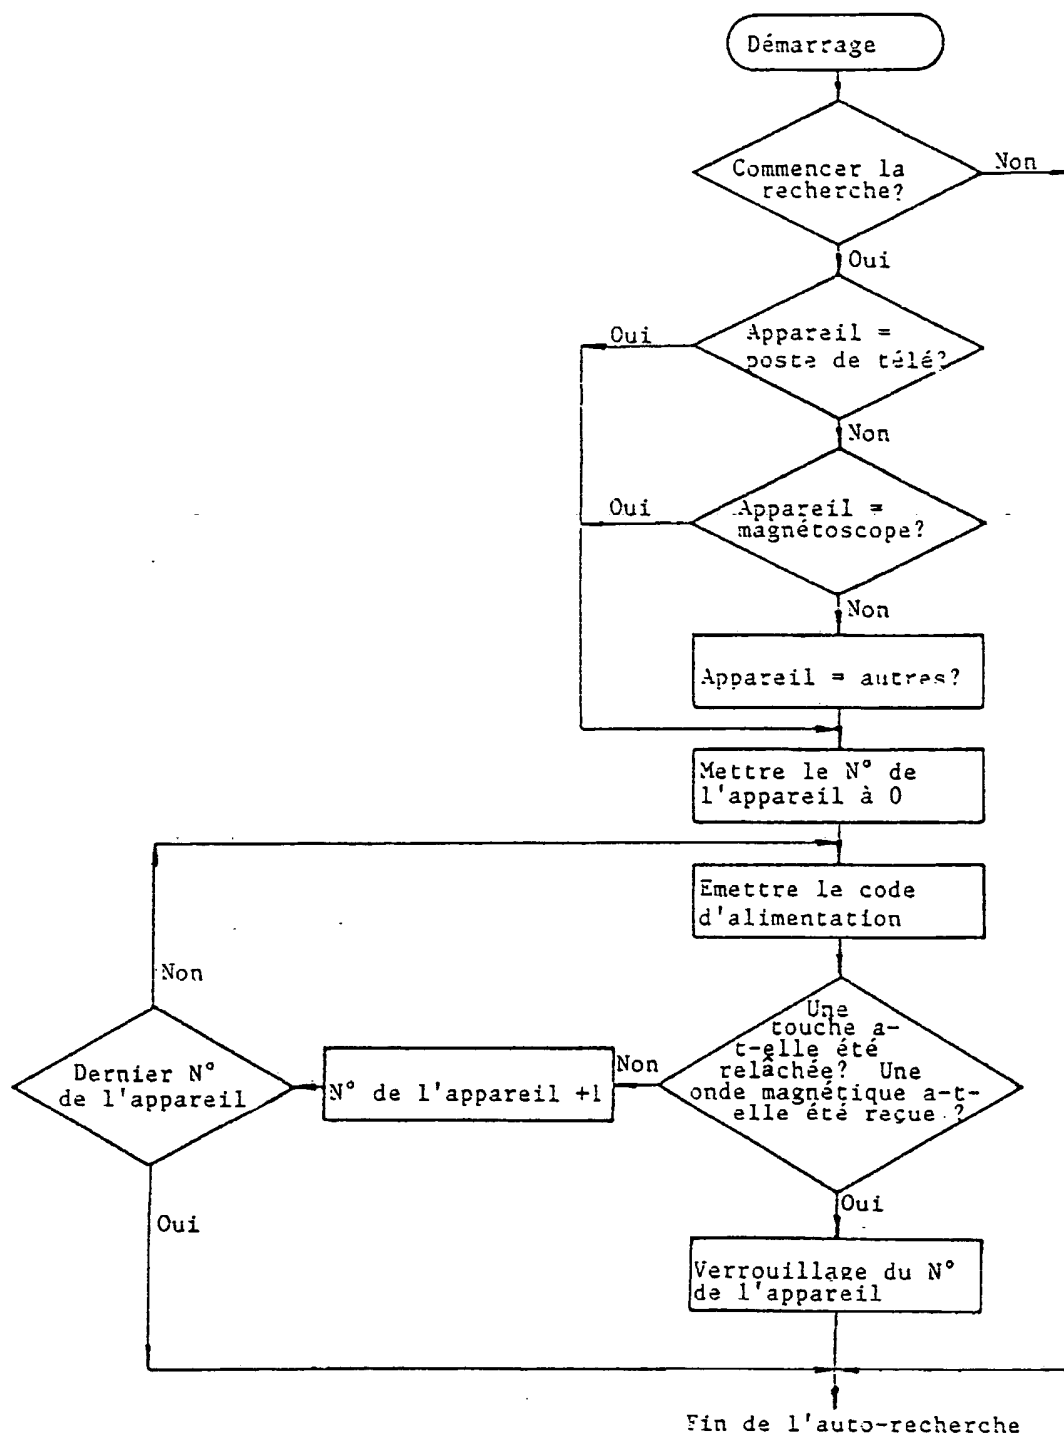 Démarrage
Commencer la
recherche?
Non
Oui
Appareil =
poste de télé?
Oui
Non
Appareil =
magnétoscope?
Oui
Non
Appareil = autres?
Mettre le N° de
l'appareil à 0
Emettre le code
d'alimentation
Une
touche a-
t-elle été
relâchée? Une
onde magnétique a-t-
elle été reçue ?
Non
N° de l'appareil +1
Dernier N°
de l'appareil
Non
Oui
Oui
Verrouillage du N°
de l'appareil
Fin de l'auto-recherche